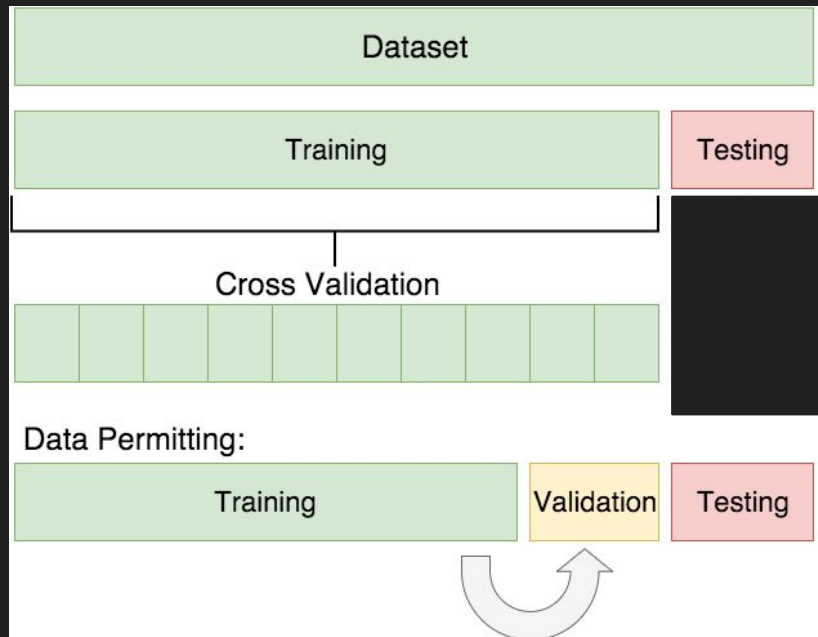 Dataset
Training Testing
Cross Validation
Data Permitting:
Training Validation Testing